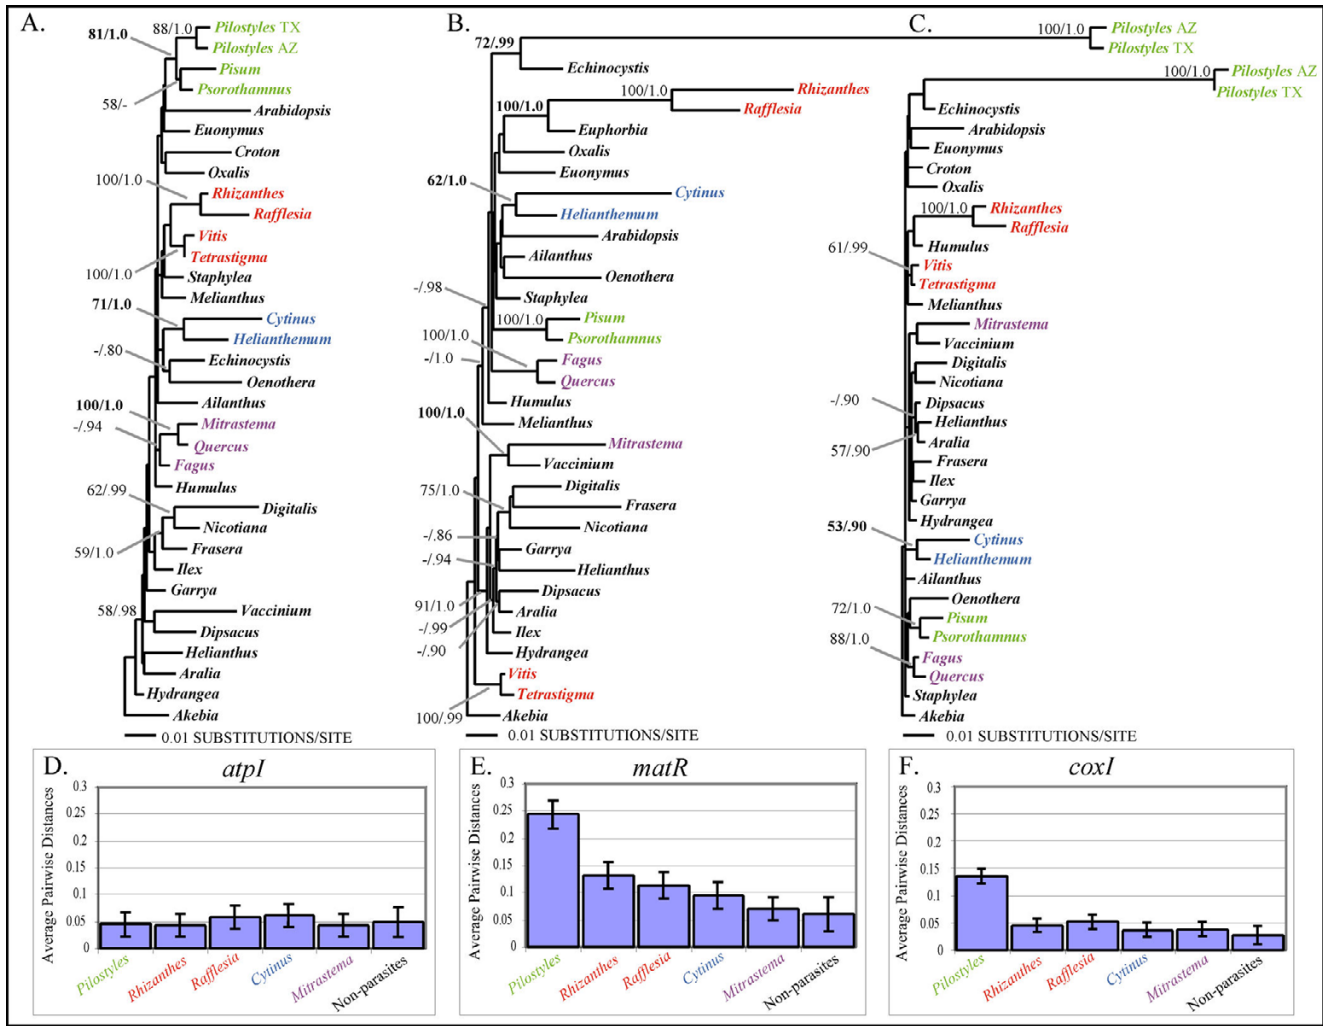 A.
88/1.0
Pilostyles TX
81/1.0
Pilostyles AZ
Pisum
Psorothamnus
58/-
Arabidopsis
Euonymus
Croton
Oxalis
100/1.0
Rhizanthes
Rafflesia
Vitis
Tetrastigma
100/1.0
Staphylea
Melianthus
71/1.0
Cytinus
Helianthemum
-/.80
Echinocystis
Oenothera
Ailanthus
100/1.0
Mitrastema
-/.94
Quercus
Fagus
Humulus
62/.99
Digitalis
Nicotiana
59/1.0
Frasera
Ilex
Garrya
58/.98
Vaccinium
Dipsacus
Helianthus
Aralia
Hydrangea
Akebia
0.01 SUBSTITUTIONS/SITE
B.
72/.99
100/1.0
Pilostyles AZ
Pilostyles TX
Echinocystis
100/1.0
Rhizanthes
100/1.0
Rafflesia
Euphorbia
Oxalis
Euonymus
62/1.0
Cytinus
Helianthemum
Arabidopsis
Ailanthus
Oenothera
-/.98
Staphylea
100/1.0
Pisum
Psorothamnus
100/1.0
-/1.0
Fagus
Quercus
Humulus
100/1.0
Melianthus
Mitrastema
Vaccinium
75/1.0
Digitalis
Frasera
Nicotiana
-/.86
Garrya
-/.94
Helianthus
Dipsacus
91/1.0
Aralia
-/.99
Ilex
-/.90
Hydrangea
Vitis
Tetrastigma
100/.99
Akebia
0.01 SUBSTITUTIONS/SITE
C.
100/1.0
Pilostyles AZ
Pilostyles TX
Echinocystis
Arabidopsis
Euonymus
Croton
Oxalis
100/1.0
Rhizanthes
Rafflesia
61/.99
Humulus
Vitis
Tetrastigma
Melianthus
Mitrastema
Vaccinium
Digitalis
Nicotiana
-/.90
Dipsacus
Helianthus
57/.90
Aralia
Frasera
Ilex
Garrya
Hydrangea
53/.90
Cytinus
Helianthemum
Ailanthus
Oenothera
72/1.0
Pisum
Psorothamnus
88/1.0
Fagus
Quercus
Staphylea
Akebia
0.01 SUBSTITUTIONS/SITE
D.
atpI
Average Pairwise Distances
0.3
0.25
0.2
0.15
0.1
0.05
0
Pilostyles
Rhizanthes
Rafflesia
Cytinus
Mitrastema
Non-parasites
E.
matR
Average Pairwise Distances
0.3
0.25
0.2
0.15
0.1
0.05
0
Pilostyles
Rhizanthes
Rafflesia
Cytinus
Mitrastema
Non-parasites
F.
coxI
Average Pairwise Distances
0.3
0.25
0.2
0.15
0.1
0.05
0
Pilostyles
Rhizanthes
Rafflesia
Cytinus
Mitrastema
Non-parasites